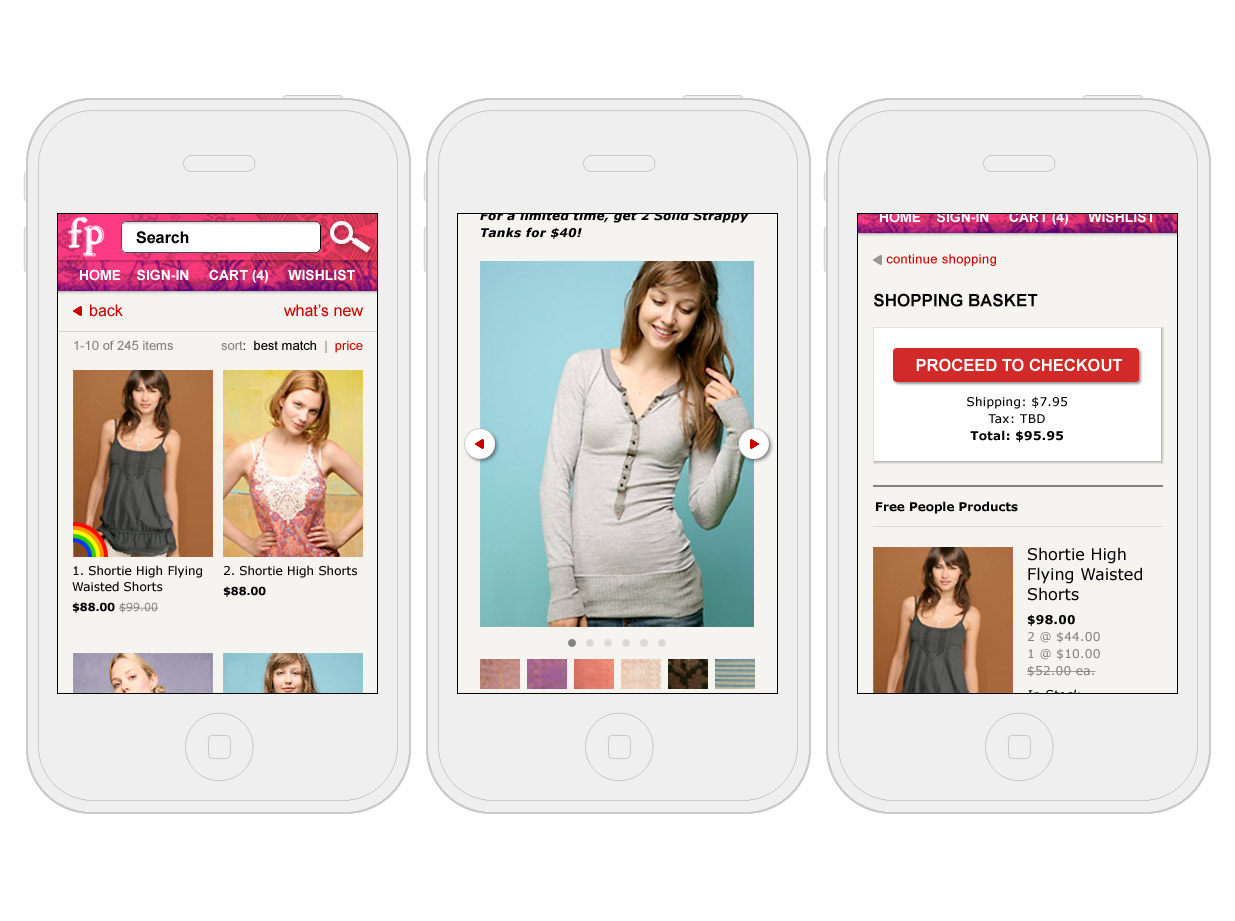 fp
Search
HOME SIGN-IN CART (4) WISHLIST
back what's new
1-10 of 245 items sort: best match | price
1. Shortie High Flying
Waisted Shorts
$88.00 $99.00
2. Shortie High Shorts
$88.00
For a limited time, get 2 Solid Strappy
Tanks for $40!
HOME SIGN-IN CART (4) WISHLIST
continue shopping
SHOPPING BASKET
PROCEED TO CHECKOUT
Shipping: $7.95
Tax: TBD
Total: $95.95
Free People Products
Shortie High
Flying Waisted
Shorts
$98.00
2 @ $44.00
1 @ $10.00
$52.00 ea.
In Stock